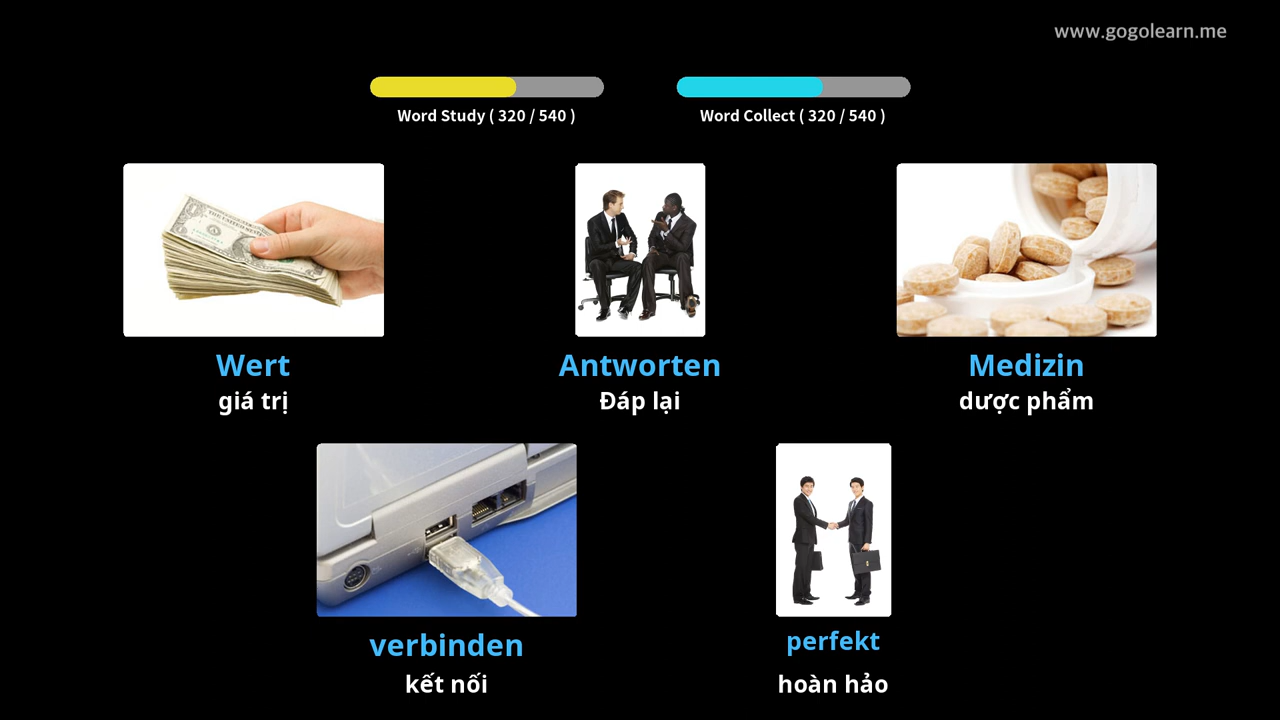 www.gogolearn.me
Word Study ( 320 / 540 )
Word Collect ( 320 / 540 )
Wert
giá trị
Antworten
Đáp lại
Medizin
dược phẩm
verbinden
kết nối
perfekt
hoàn hảo